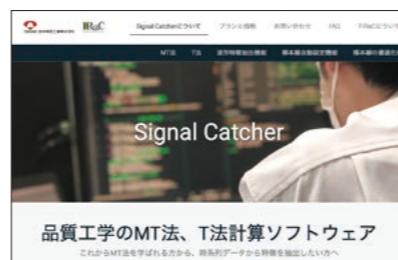 Signal Catcherについて プランと価格 お問い合わせ FAQ
MT法 T法
Signal Catcher
品質工学のMT法、T法計算ソフトウェア
これからMT法を学ばれる方から、時系列データから特徴を抽出したい方へ